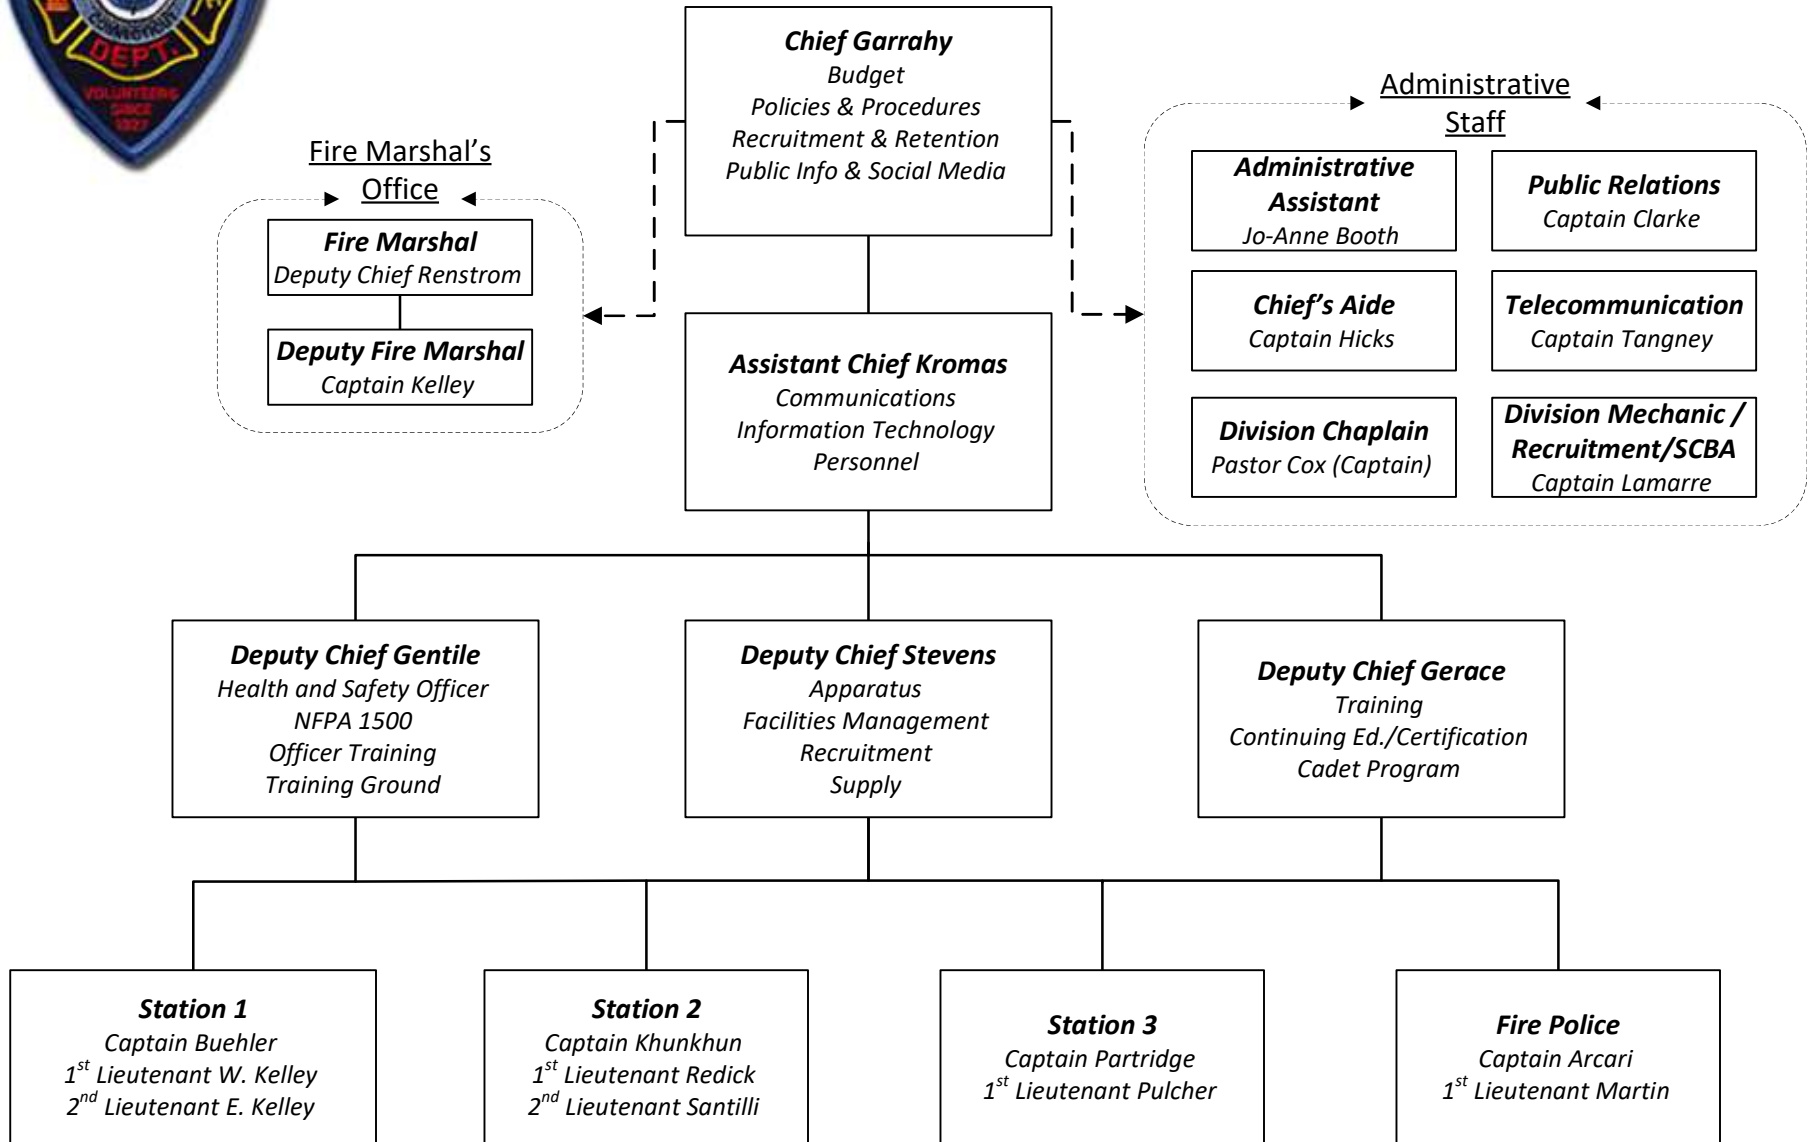 CONNECTICUT
DEPT.
VOLUNTEERS
SINCE
1927
Chief Garrahy
Budget
Policies & Procedures
Recruitment & Retention
Public Info & Social Media
Fire Marshal's
Office
Fire Marshal
Deputy Chief Renstrom
Deputy Fire Marshal
Captain Kelley
Administrative
Staff
Administrative
Assistant
Jo-Anne Booth
Public Relations
Captain Clarke
Chief's Aide
Captain Hicks
Telecommunication
Captain Tangney
Division Chaplain
Pastor Cox (Captain)
Division Mechanic /
Recruitment/SCBA
Captain Lamarre
Assistant Chief Kromas
Communications
Information Technology
Personnel
Deputy Chief Gentile
Health and Safety Officer
NFPA 1500
Officer Training
Training Ground
Deputy Chief Stevens
Apparatus
Facilities Management
Recruitment
Supply
Deputy Chief Gerace
Training
Continuing Ed./Certification
Cadet Program
Station 1
Captain Buehler
1st Lieutenant W. Kelley
2nd Lieutenant E. Kelley
Station 2
Captain Khunkhun
1st Lieutenant Redick
2nd Lieutenant Santilli
Station 3
Captain Partridge
1st Lieutenant Pulcher
Fire Police
Captain Arcari
1st Lieutenant Martin